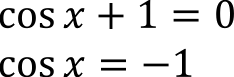 cos x + 1 = 0
cos x = −1